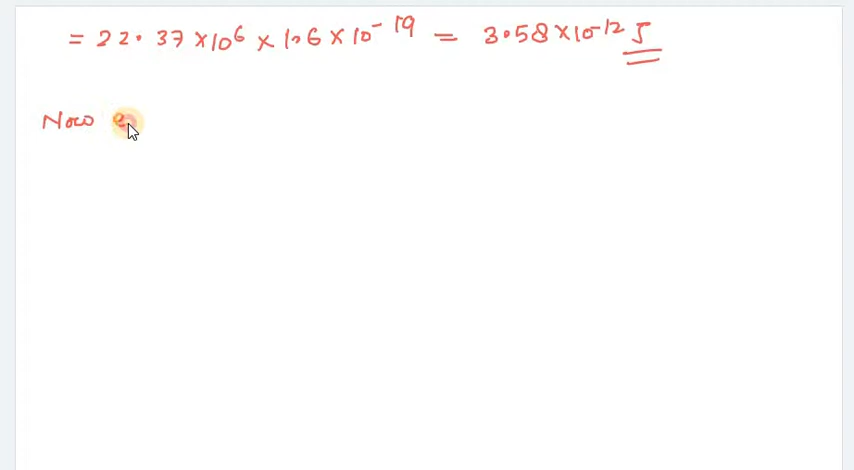 = 22.37 × 10⁶ × 1.6 × 10⁻¹⁹ = 3.58 × 10⁻¹² J
Now e